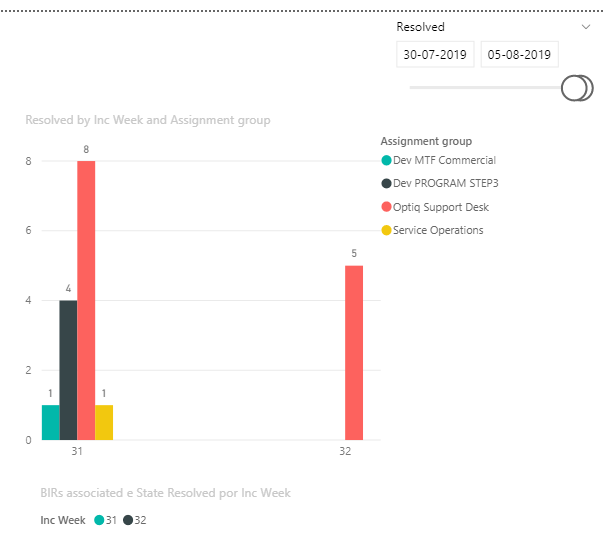 Resolved
30-07-2019 05-08-2019
Resolved by Inc Week and Assignment group
Assignment group
Dev MTF Commercial
Dev PROGRAM STEP3
Optiq Support Desk
Service Operations
8
6
4
2
0
1
4
8
1
5
31
32
BIRs associated e State Resolved por Inc Week
Inc Week 31 32